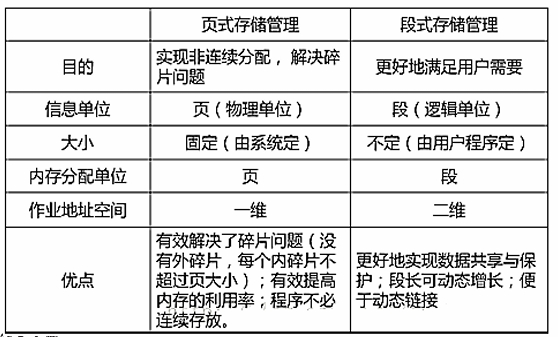 页式存储管理 段式存储管理
目的 实现非连续分配，解决碎片问题 更好地满足用户需要
信息单位 页（物理单位） 段（逻辑单位）
大小 固定（由系统定） 不定（由用户程序定）
内存分配单位 页 段
作业地址空间 一维 二维
优点
有效解决了碎片问题（没
有外碎片，每个内碎片不
超过页大小）；有效提高
内存的利用率；程序不必
连续存放。
更好地实现数据共享与保
护；段长可动态增长；便
于动态链接